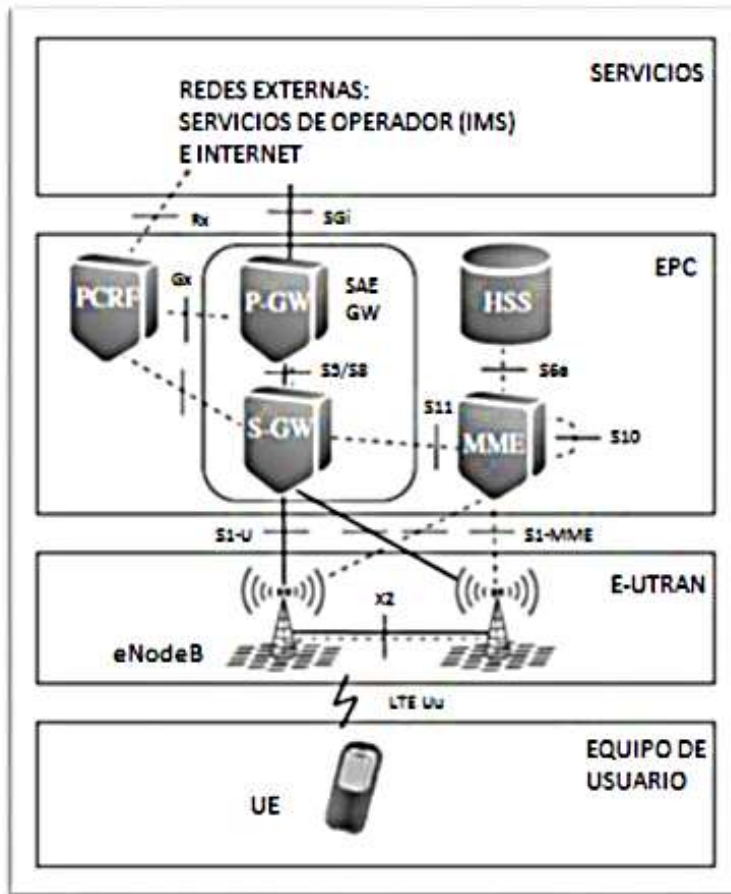 SERVICIOS
REDES EXTERNAS:
SERVICIOS DE OPERADOR (IMS)
E INTERNET
Rx
SGi
EPC
PCRF
Gx
P-GW
SAE
GW
HSS
S5/S8
S6a
S-GW
S11
MME
S10
S1-U
S1-MME
E-UTRAN
X2
eNodeB
LTE Uu
EQUIPO DE
USUARIO
UE